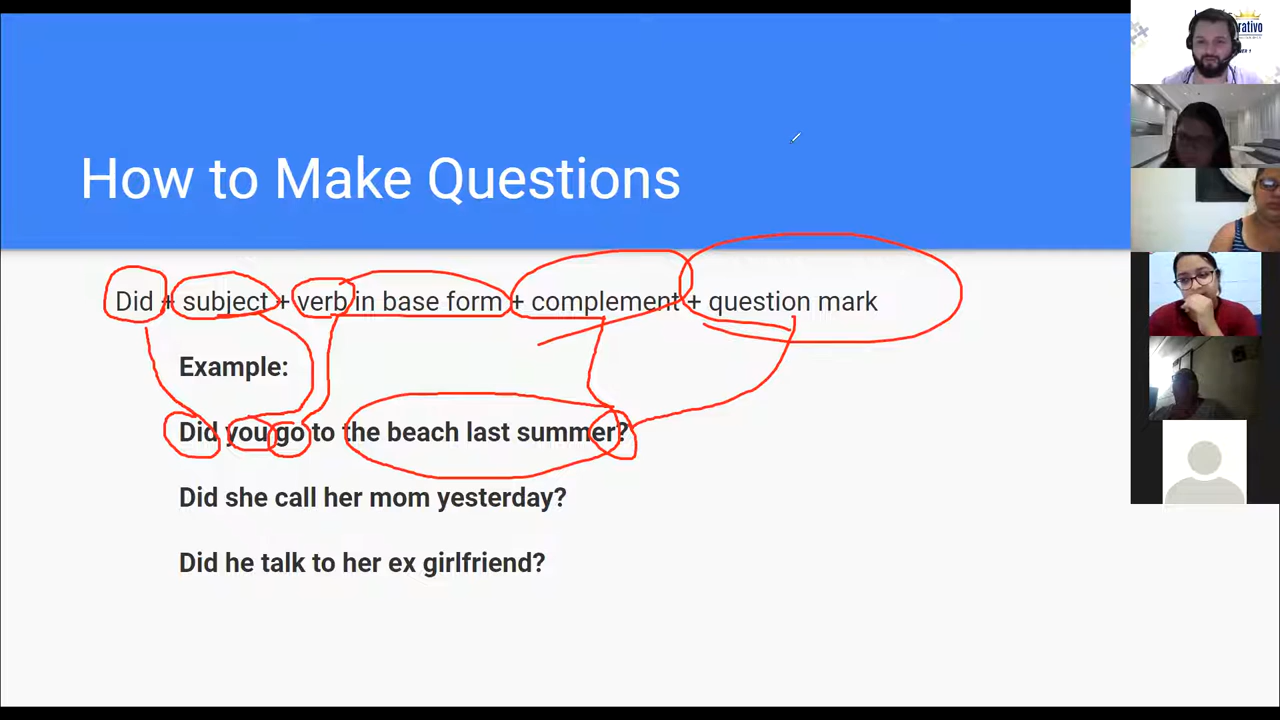 How to Make Questions
Did + subject + verb in base form + complement + question mark
Example:
Did you go to the beach last summer?
Did she call her mom yesterday?
Did he talk to her ex girlfriend?